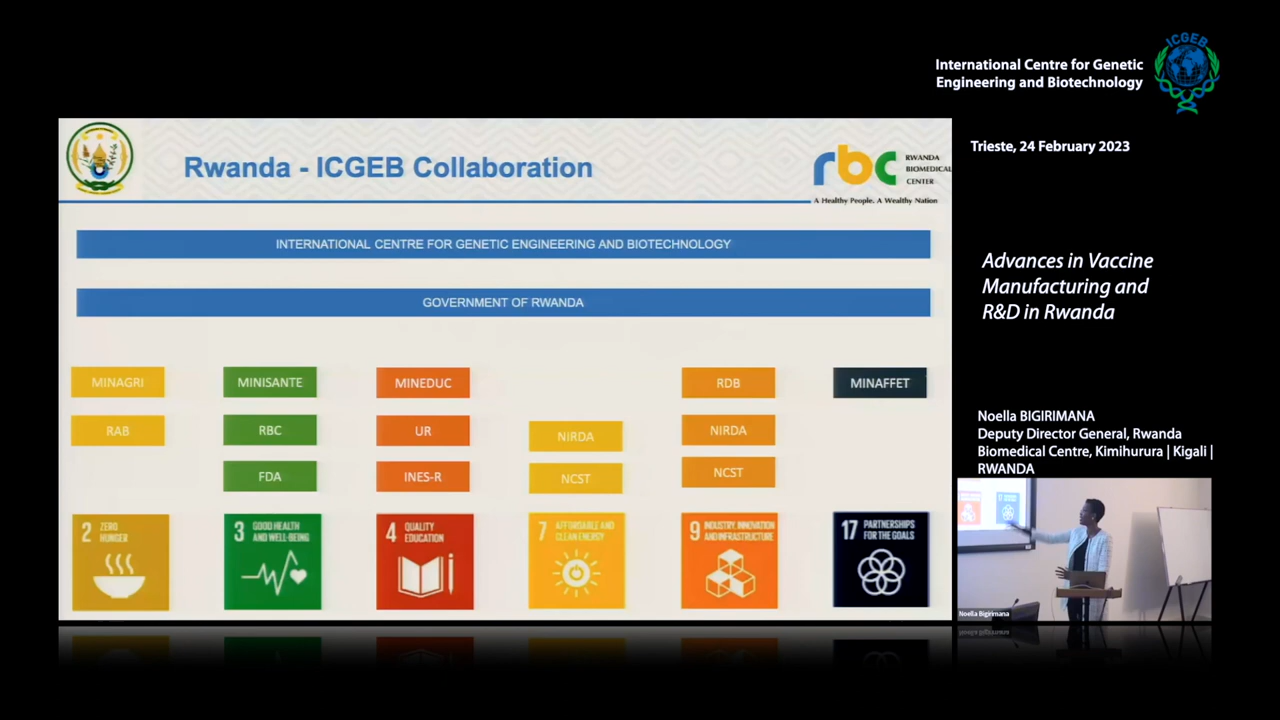 ICGEB
International Centre for Genetic
Engineering and Biotechnology
Trieste, 24 February 2023
Rwanda - ICGEB Collaboration
rbc
RWANDA
BIOMEDICAL
CENTER
A Healthy People. A Wealthy Nation
INTERNATIONAL CENTRE FOR GENETIC ENGINEERING AND BIOTECHNOLOGY
GOVERNMENT OF RWANDA
MINAGRI
RAB
MINISANTE
RBC
FDA
MINEDUC
UR
INES-R
NIRDA
NCST
RDB
NIRDA
NCST
MINAFFET
2 ZERO
HUNGER
3 GOOD HEALTH
AND WELL-BEING
4 QUALITY
EDUCATION
7 AFFORDABLE AND
CLEAN ENERGY
9 INDUSTRY, INNOVATION
AND INFRASTRUCTURE
17 PARTNERSHIPS
FOR THE GOALS
Advances in Vaccine
Manufacturing and
R&D in Rwanda
Noella BIGIRIMANA
Deputy Director General, Rwanda
Biomedical Centre, Kimihurura | Kigali |
RWANDA
Noella Bigirimana